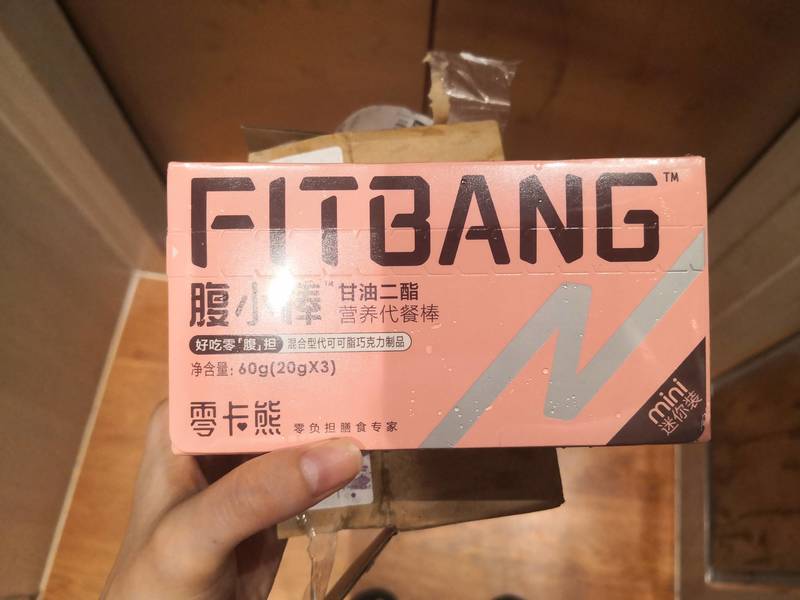 FITBANG™
腹小棒™
甘油二酯
营养代餐棒
好吃零「腹」担 混合型代可可脂巧克力制品
净含量: 60g(20gX3)
零卡熊 零负担膳食专家
mini
迷你装